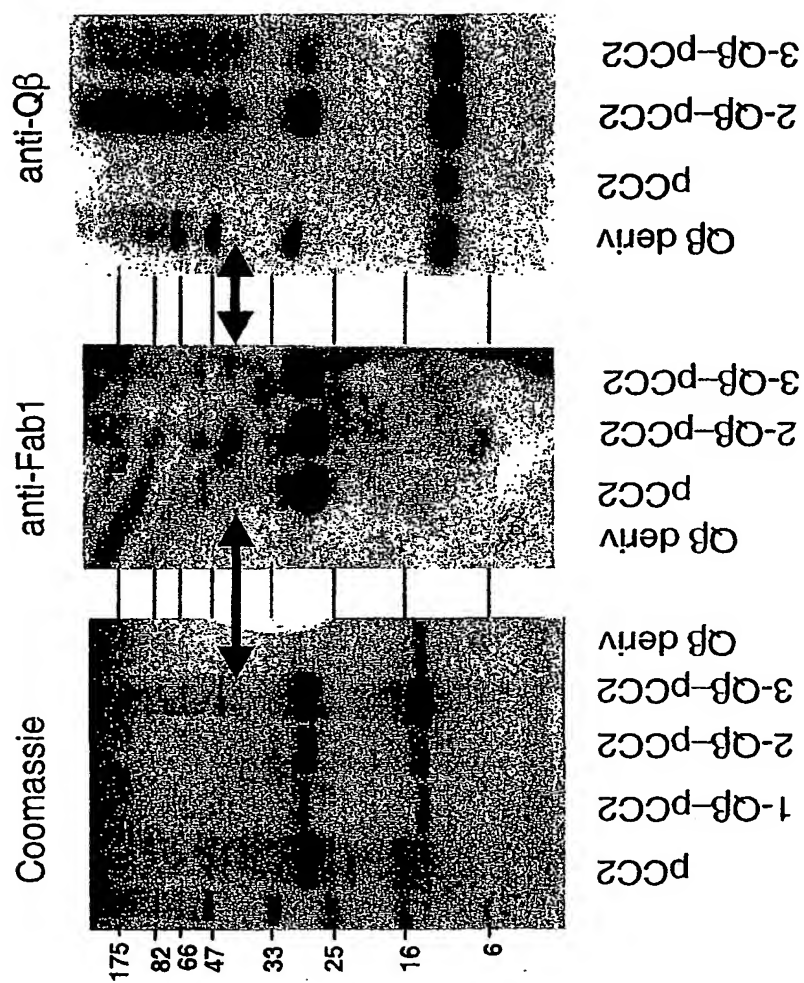 Coomassie
anti-Fab1
anti-Qβ
175
82
66
47
33
25
16
6
pCC2
1-Qβ–pCC2
2-Qβ–pCC2
3-Qβ–pCC2
Qβ deriv
Qβ deriv
pCC2
2-Qβ–pCC2
3-Qβ–pCC2
Qβ deriv
pCC2
2-Qβ–pCC2
3-Qβ–pCC2